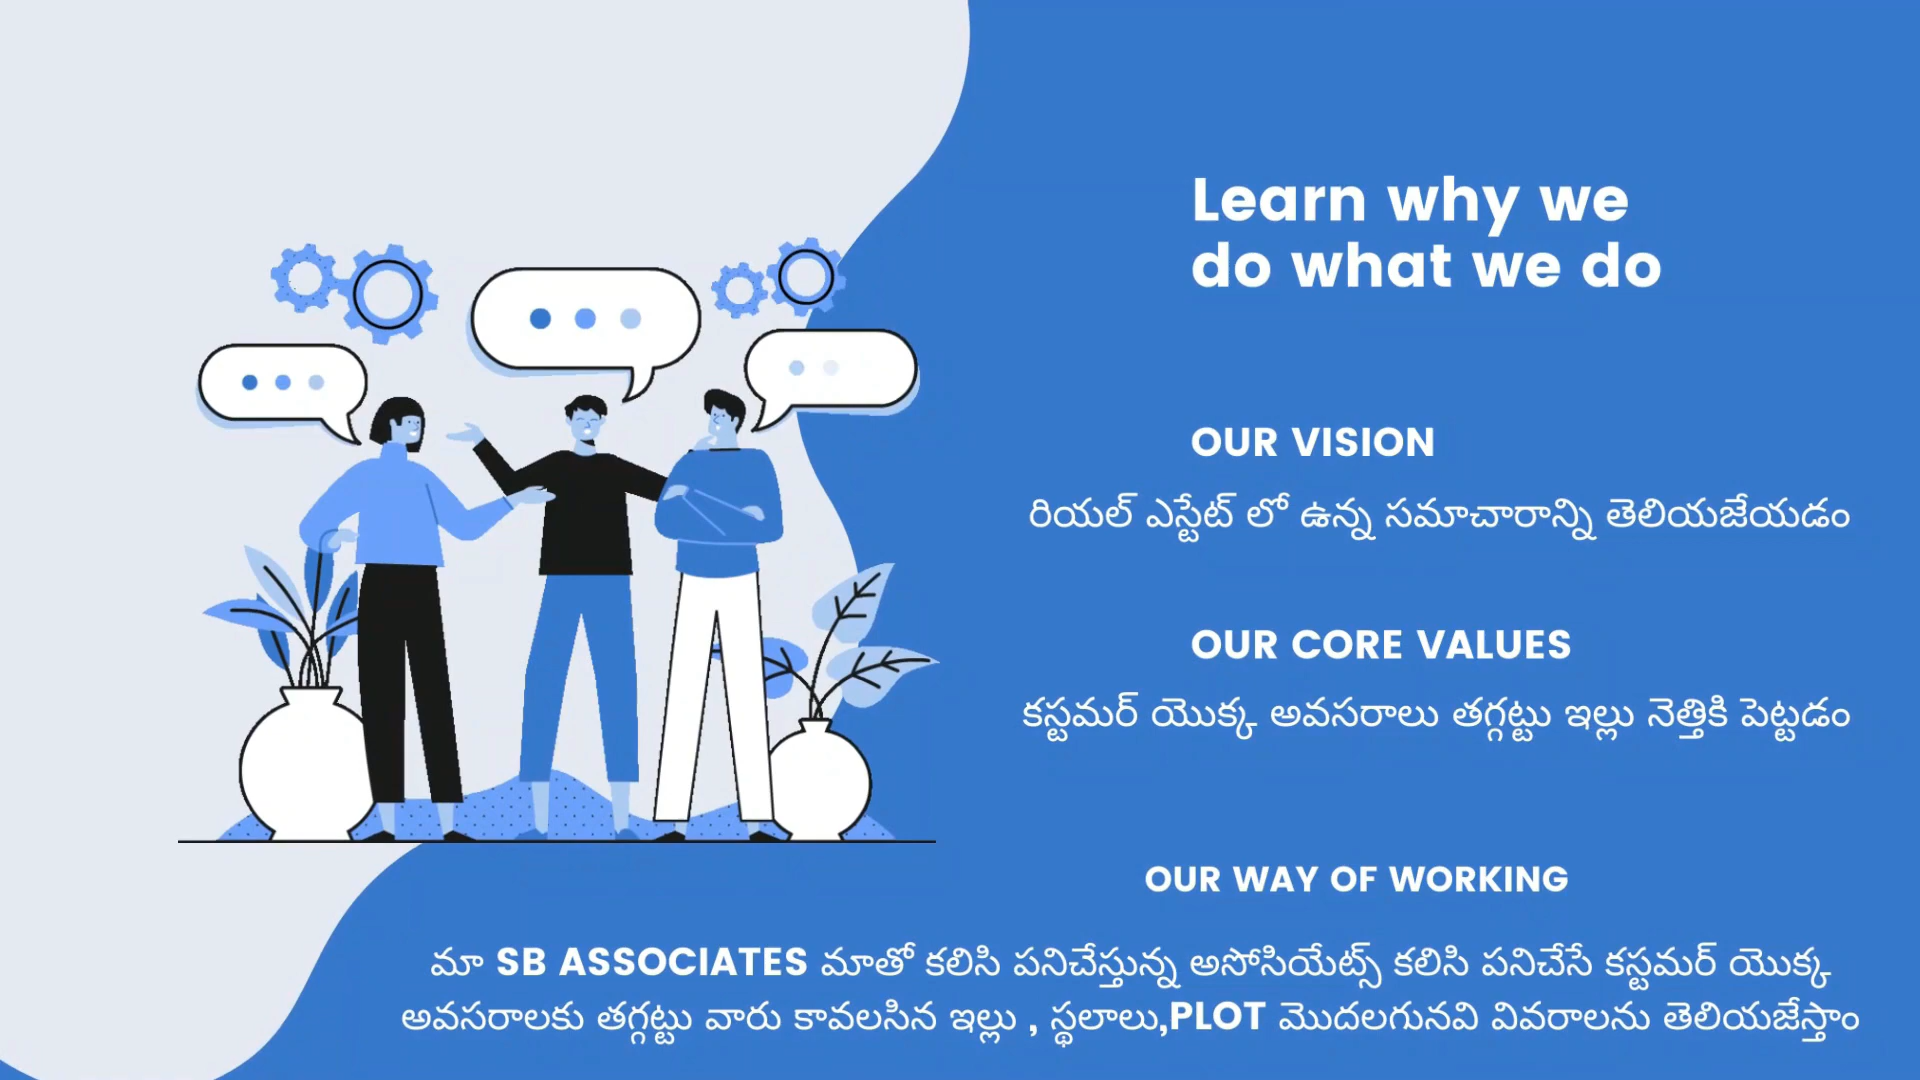 Learn why we
do what we do
OUR VISION
రియల్ ఎస్టేట్ లో ఉన్న సమాచారాన్ని తెలియజేయడం
OUR CORE VALUES
కస్టమర్ యొక్క అవసరాలు తగ్గట్టు ఇల్లు నెత్తికి పెట్టడం
OUR WAY OF WORKING
మా SB ASSOCIATES మాతో కలిసి పనిచేస్తున్న అసోసియేట్స్ కలిసి పనిచేసే కస్టమర్ యొక్క
అవసరాలకు తగ్గట్టు వారు కావలసిన ఇల్లు , స్థలాలు,PLOT మొదలగునవి వివరాలను తెలియజేస్తాం